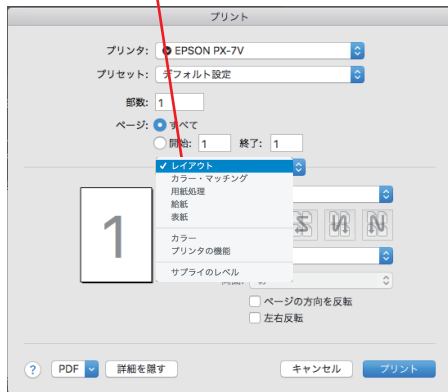 プリント
プリンタ: EPSON PX-7V
プリセット: デフォルト設定
部数: 1
ページ: すべて
開始: 1 終了: 1
✓ レイアウト
カラー・マッチング
用紙処理
給紙
表紙
カラー
プリンタの機能
サプライのレベル
1
ページの方向を反転
左右反転
? PDF 詳細を隠す キャンセル プリント